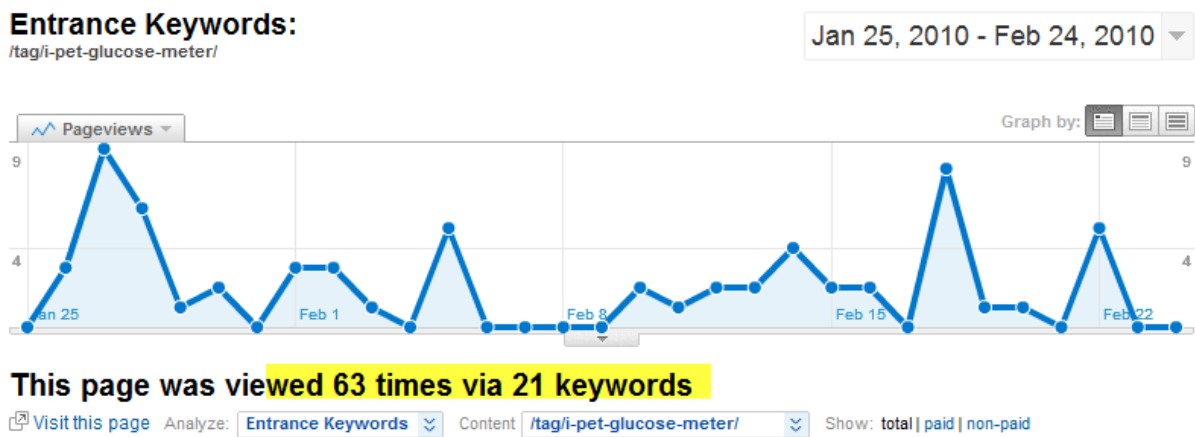 Entrance Keywords:
/tag/i-pet-glucose-meter/
Jan 25, 2010 - Feb 24, 2010
Pageviews
Graph by:
9 9
4 4
Jan 25 Feb 1 Feb 8 Feb 15 Feb 22
This page was viewed 63 times via 21 keywords
Visit this page Analyze: Entrance Keywords Content /tag/i-pet-glucose-meter/ Show: total | paid | non-paid